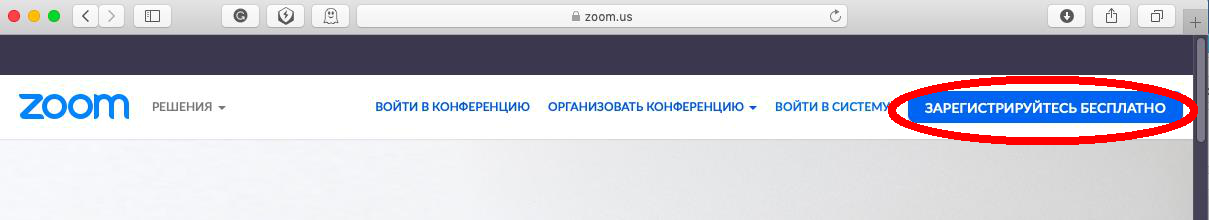 zoom.us
zoom РЕШЕНИЯ ВОЙТИ В КОНФЕРЕНЦИЮ ОРГАНИЗОВАТЬ КОНФЕРЕНЦИЮ ВОЙТИ В СИСТЕМУ ЗАРЕГИСТРИРУЙТЕСЬ БЕСПЛАТНО